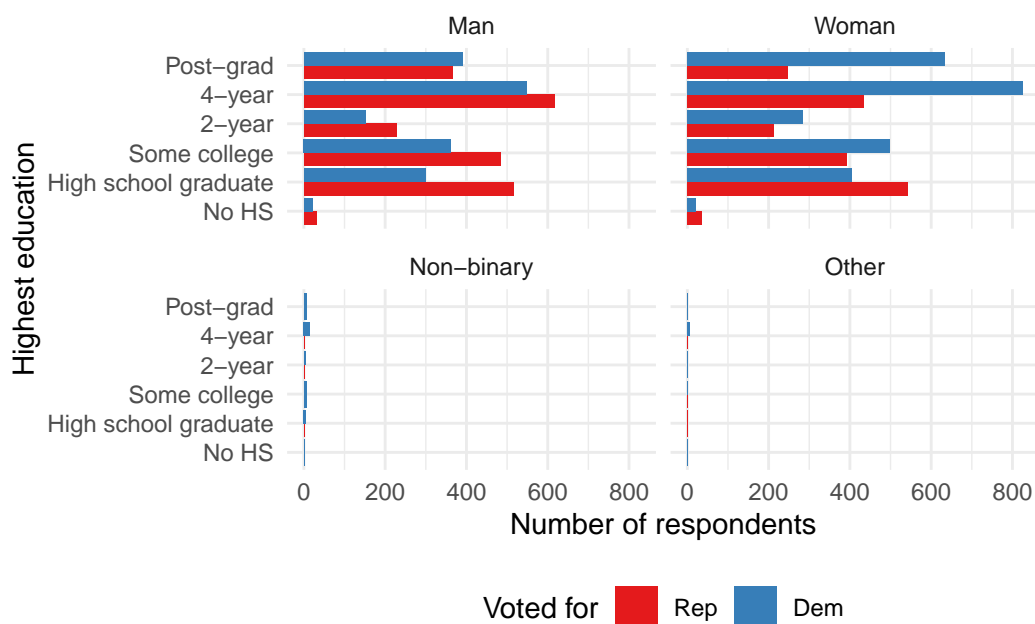 Man Woman
Post−grad
4−year
2−year
Some college
High school graduate
No HS
Non−binary Other
Post−grad
4−year
2−year
Some college
High school graduate
No HS
0 200 400 600 800 0 200 400 600 800
Highest education
Number of respondents
Voted for Rep Dem